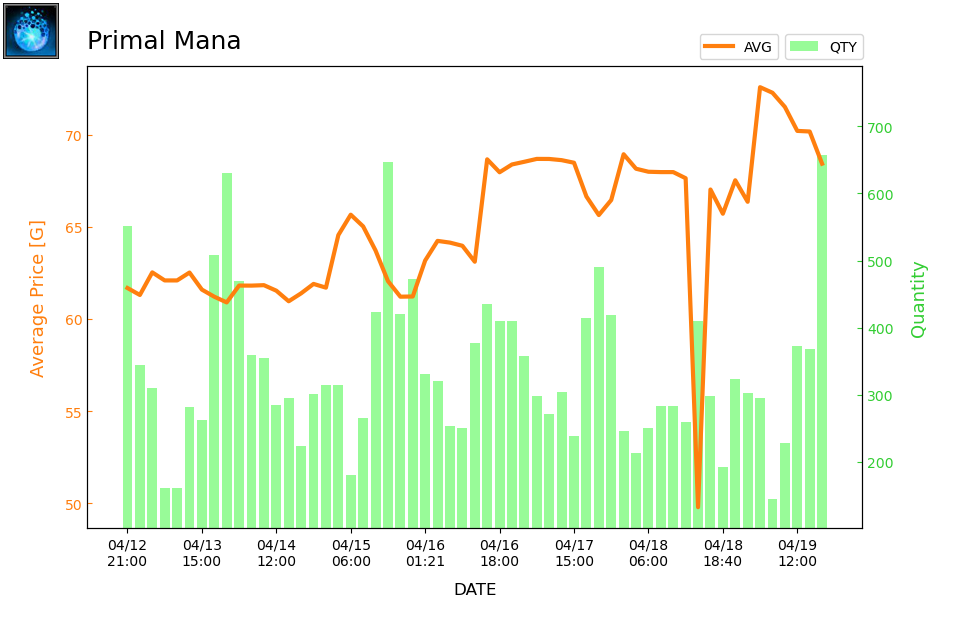 Primal Mana
AVG
QTY
Average Price [G]
70
65
60
55
50
700
600
500
400
300
200
Quantity
04/12 04/13 04/14 04/15 04/16 04/16 04/17 04/18 04/18 04/19
21:00 15:00 12:00 06:00 01:21 18:00 15:00 06:00 18:40 12:00
DATE